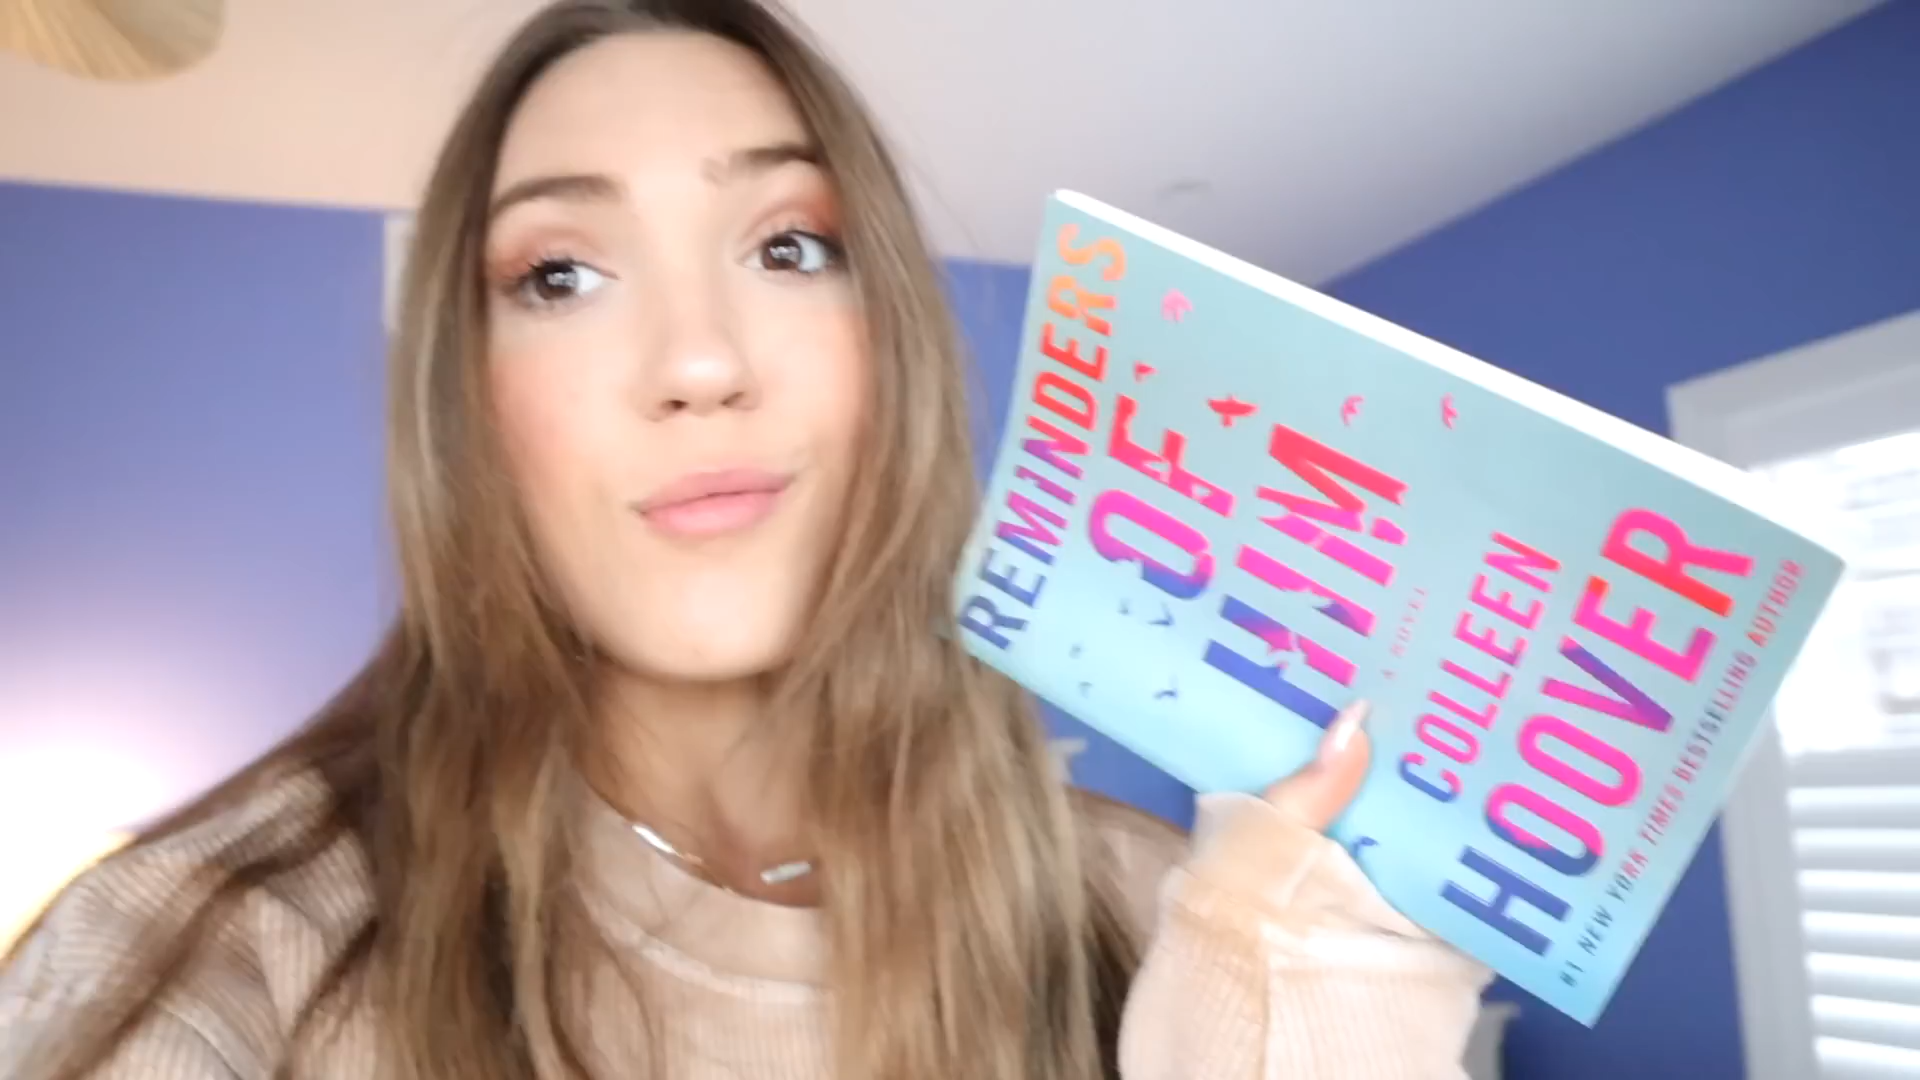 REMINDERS
OF
HIM
A NOVEL
COLLEEN
HOOVER
#1 NEW YORK TIMES BESTSELLING AUTHOR